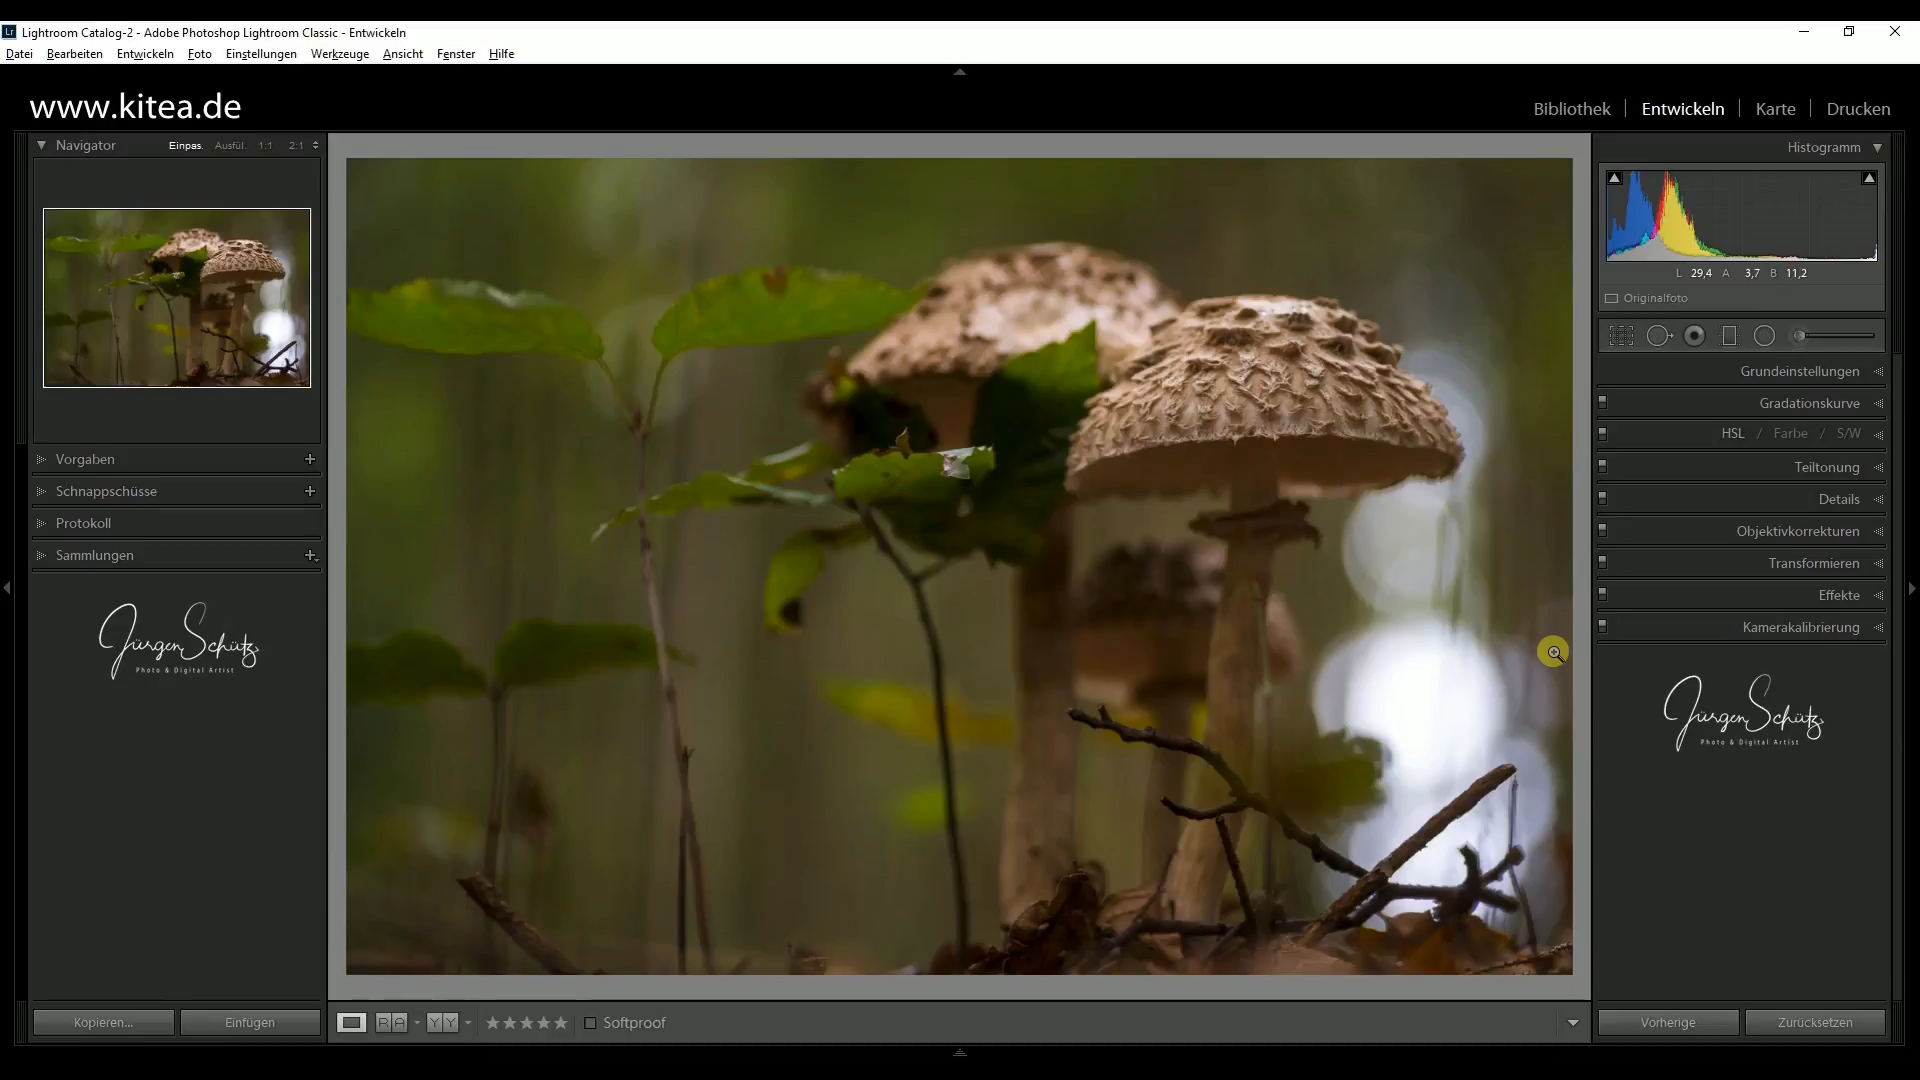 Lr Lightroom Catalog-2 - Adobe Photoshop Lightroom Classic - Entwickeln
Datei Bearbeiten Entwickeln Foto Einstellungen Werkzeuge Ansicht Fenster Hilfe
www.kitea.de
Bibliothek | Entwickeln | Karte | Drucken
Navigator Einpas. Ausfül. 1:1 2:1
Vorgaben
Schnappschüsse
Protokoll
Sammlungen
Jürgen Schütz
Photo & Digital Artist
Kopieren... Einfügen
RA YY Softproof
Histogramm
L 29,4 A 3,7 B 11,2
Originalfoto
Grundeinstellungen
Gradationskurve
HSL / Farbe / S/W
Teiltonung
Details
Objektivkorrekturen
Transformieren
Effekte
Kamerakalibrierung
Jürgen Schütz
Photo & Digital Artist
Vorherige Zurücksetzen